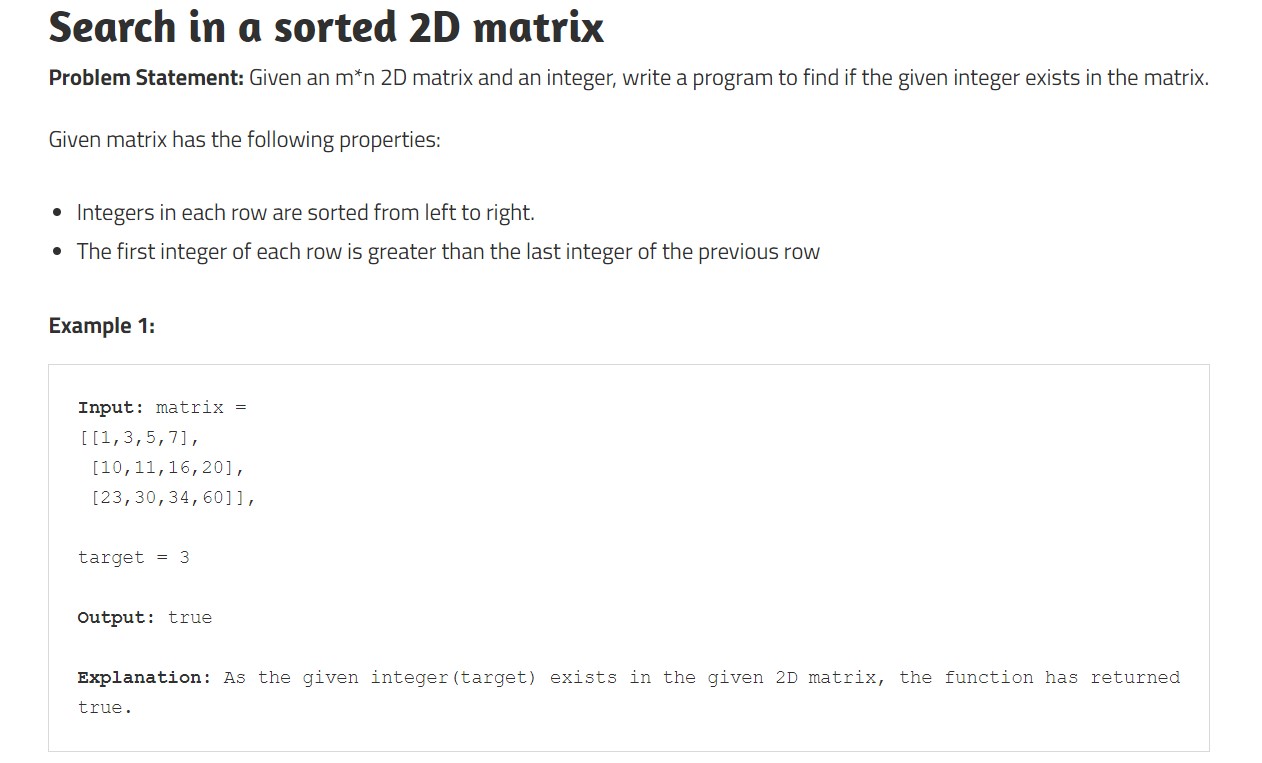 Search in a sorted 2D matrix
Problem Statement: Given an m*n 2D matrix and an integer, write a program to find if the given integer exists in the matrix.
Given matrix has the following properties:
• Integers in each row are sorted from left to right.
• The first integer of each row is greater than the last integer of the previous row
Example 1:
Input: matrix =
[[1,3,5,7],
[10,11,16,20],
[23,30,34,60]],
target = 3
Output: true
Explanation: As the given integer(target) exists in the given 2D matrix, the function has returned
true.